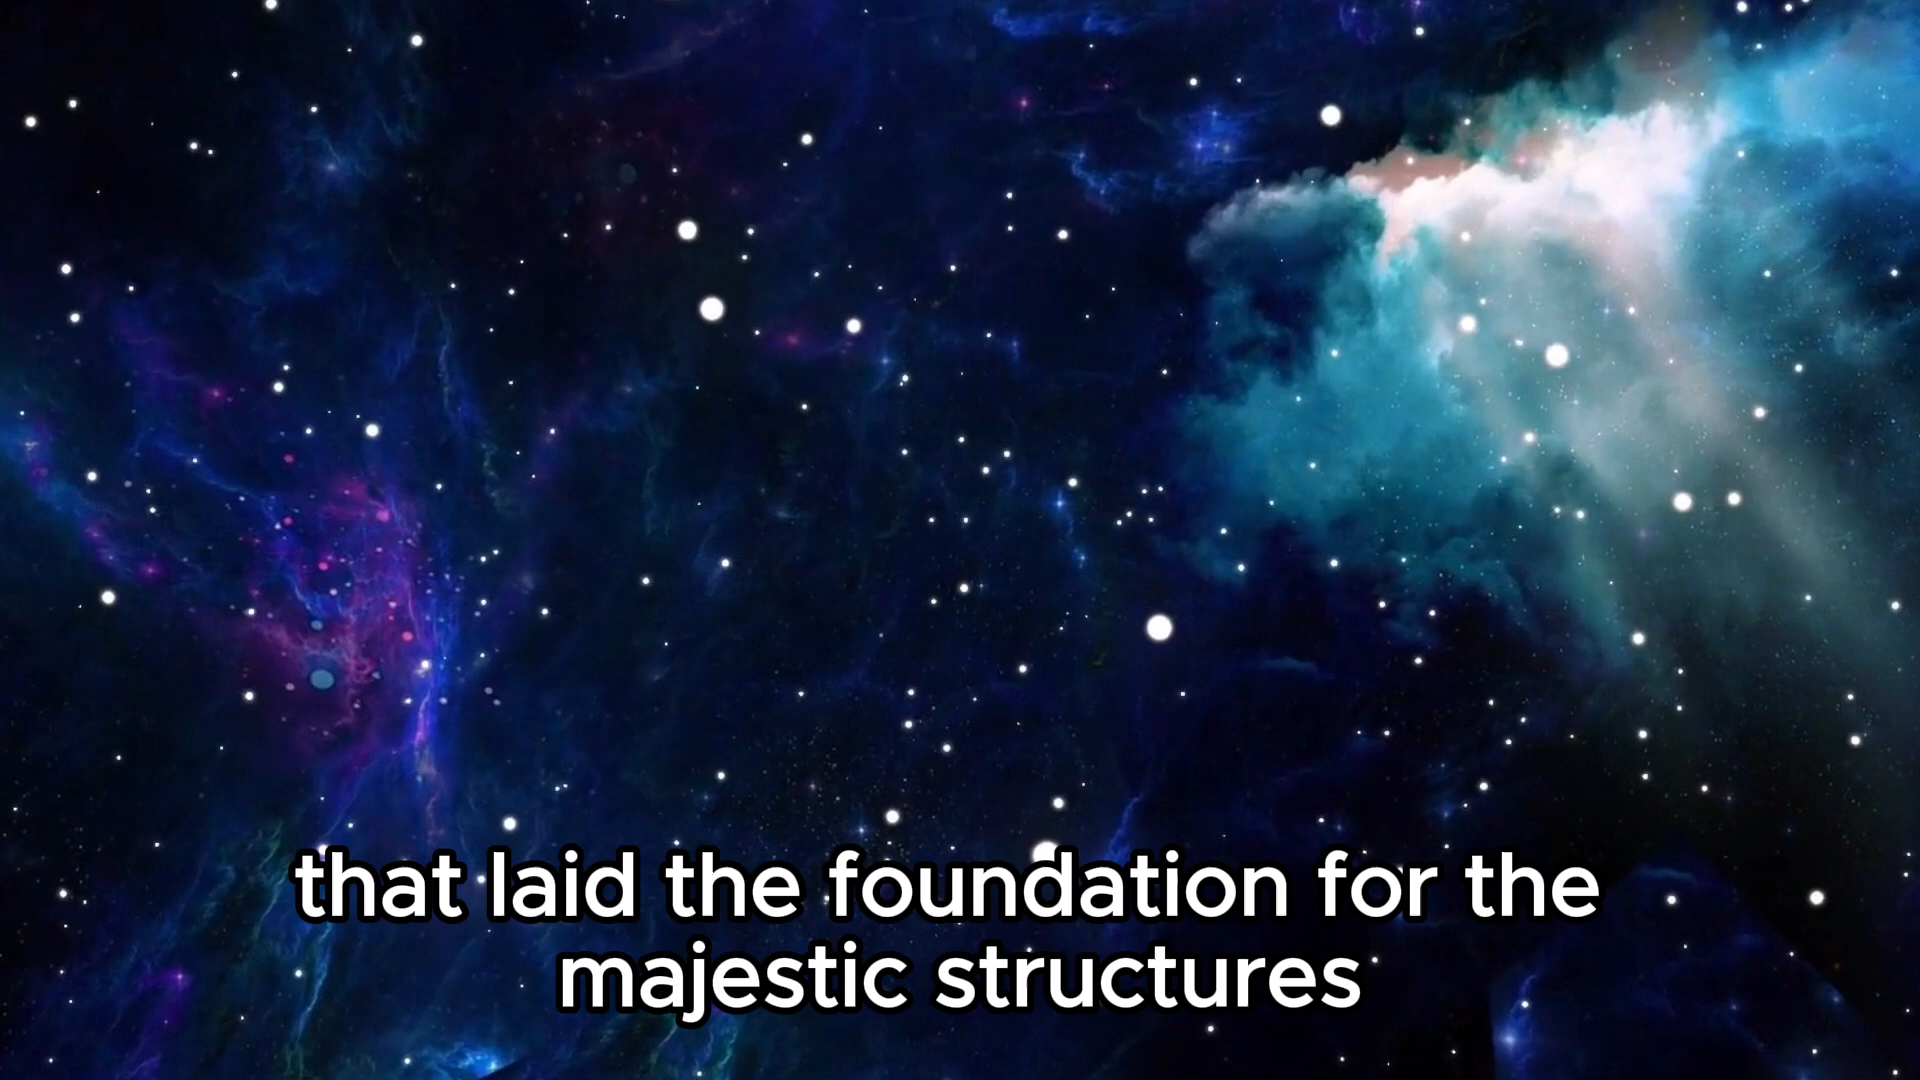 that laid the foundation for the
majestic structures